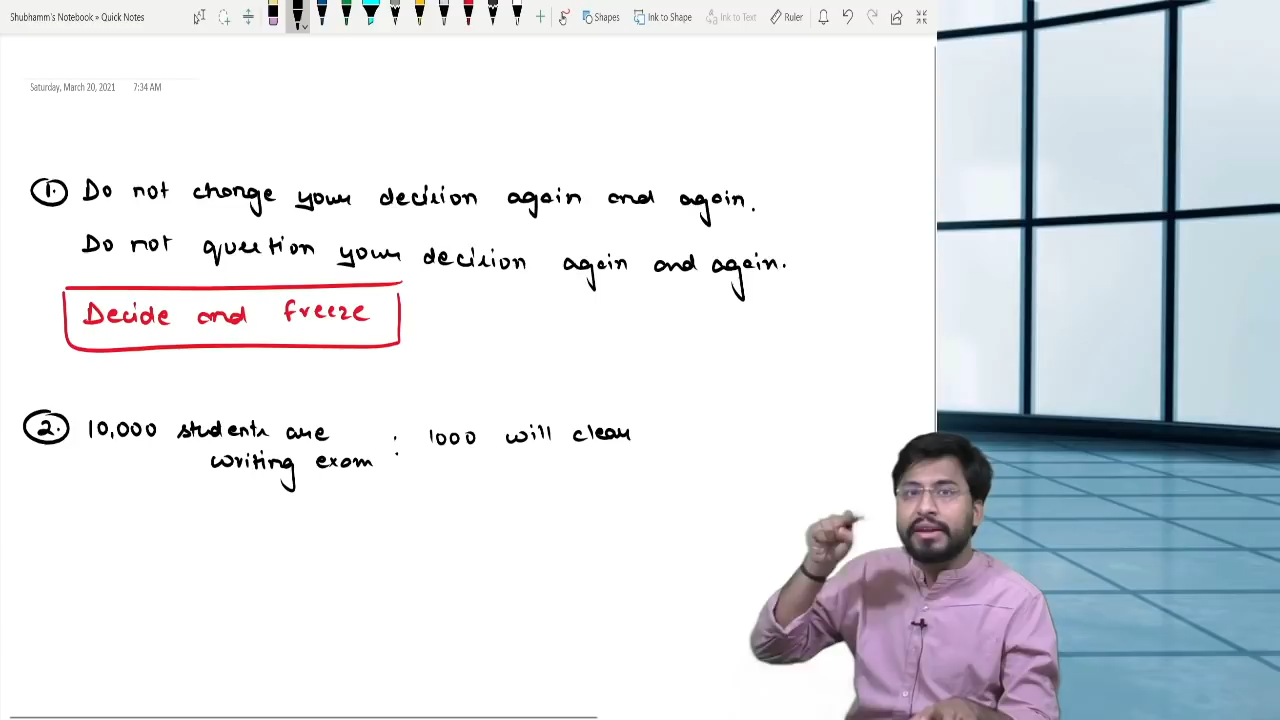 Shubhamm's Notebook » Quick Notes
Shapes
Ink to Shape
Ink to Text
Ruler
Saturday, March 20, 2021 7:34 AM
1. Do not change your decision again and again.
Do not question your decision again and again.
Decide and freeze
2. 10,000 students are : 1000 will clear
writing exam